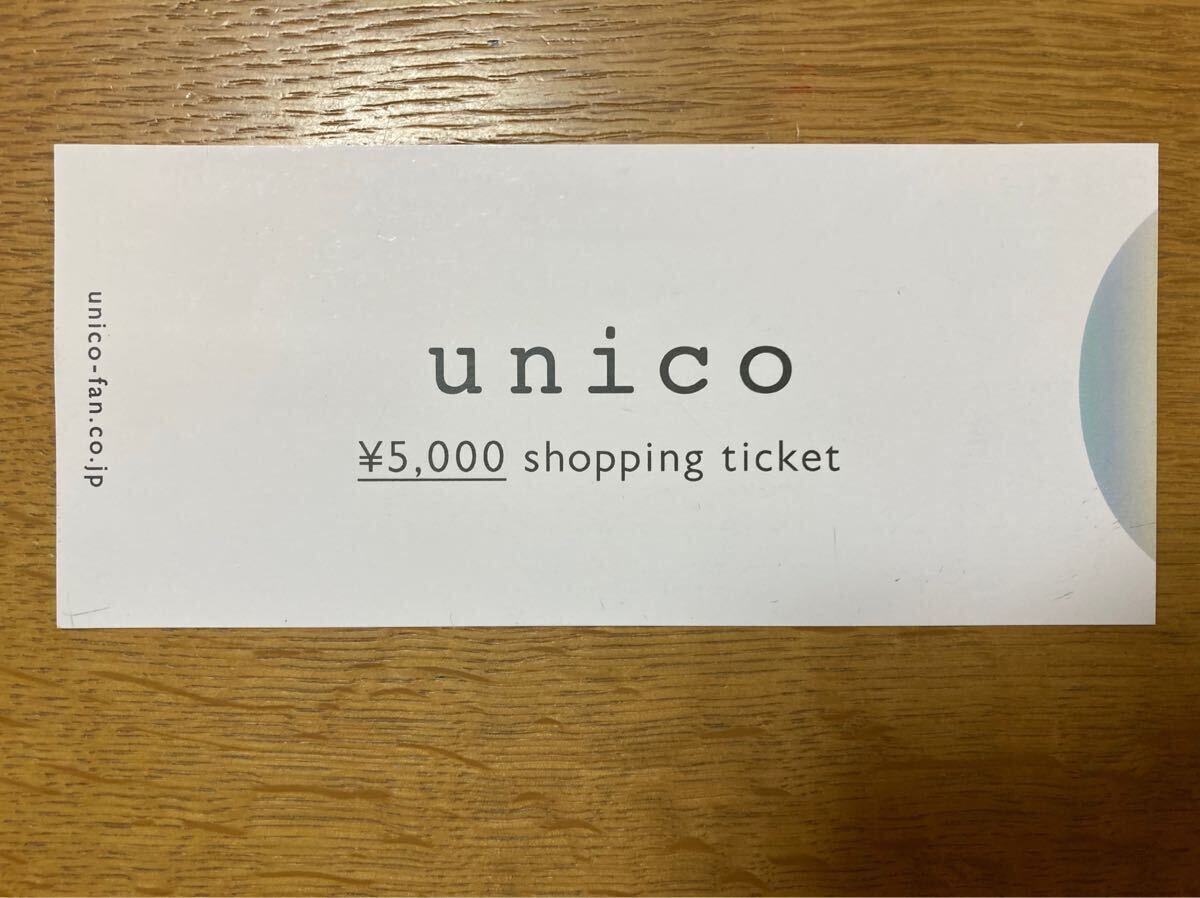 unico
¥5,000 shopping ticket
unico-fan.co.jp